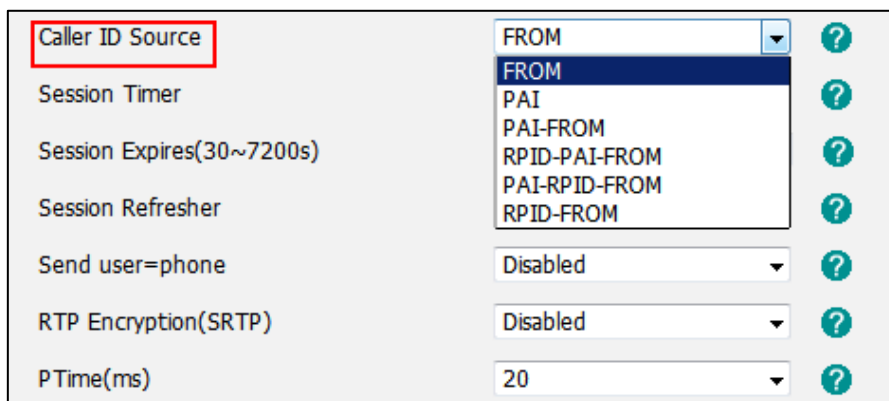 Caller ID Source FROM ?
FROM
Session Timer ?
PAI
PAI-FROM
Session Expires(30~7200s) ?
RPID-PAI-FROM
PAI-RPID-FROM
Session Refresher ?
RPID-FROM
Send user=phone Disabled ?
RTP Encryption(SRTP) Disabled ?
PTime(ms) 20 ?